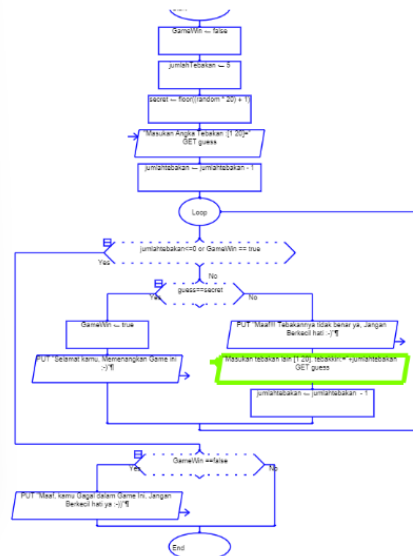 Start
GameWin ← false
jumlahTebakan ← 5
secret ← floor((random * 20) + 1)
"Masukan Angka Tebakan [1 20]="
GET guess
jumlahtebakan ← jumlahtebakan - 1
Loop
jumlahtebakan<=0 or GameWin == true
Yes
No
guess==secret
Yes
No
GameWin ← true
PUT "Maaf!!! Tebakannya tidak benar ya, Jangan
Berkecil hati :-)"¶
PUT "Selamat kamu, Memenangkan Game ini
:-)"¶
"Masukan tebakan lain [1 20], tebakkiri = "+jumlahtebakan
GET guess
jumlahtebakan ← jumlahtebakan - 1
GameWin ==false
Yes
No
PUT "Maaf, kamu Gagal dalam Game Ini, Jangan
Berkecil hati ya :-)"¶
End